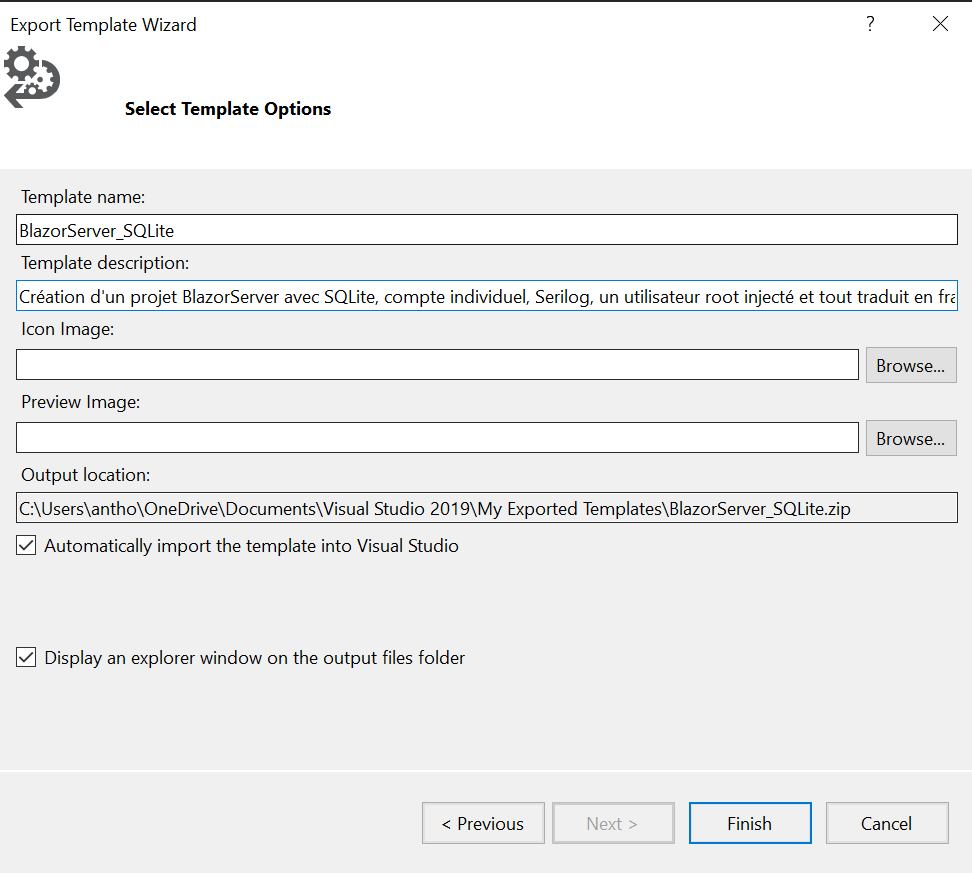 Export Template Wizard
?
Select Template Options
Template name:
BlazorServer_SQLite
Template description:
Création d'un projet BlazorServer avec SQLite, compte individuel, Serilog, un utilisateur root injecté et tout traduit en
Icon Image:
Browse...
Preview Image:
Browse...
Output location:
C:\Users\antho\OneDrive\Documents\Visual Studio 2019\My Exported Templates\BlazorServer_SQLite.zip
Automatically import the template into Visual Studio
Display an explorer window on the output files folder
< Previous Next > Finish Cancel